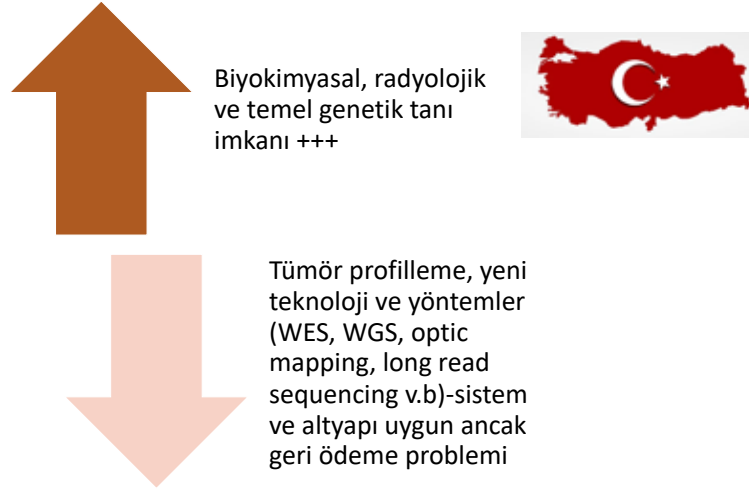 Biyokimyasal, radyolojik
ve temel genetik tanı
imkanı +++
Tümör profilleme, yeni
teknoloji ve yöntemler
(WES, WGS, optic
mapping, long read
sequencing v.b)-sistem
ve altyapı uygun ancak
geri ödeme problemi